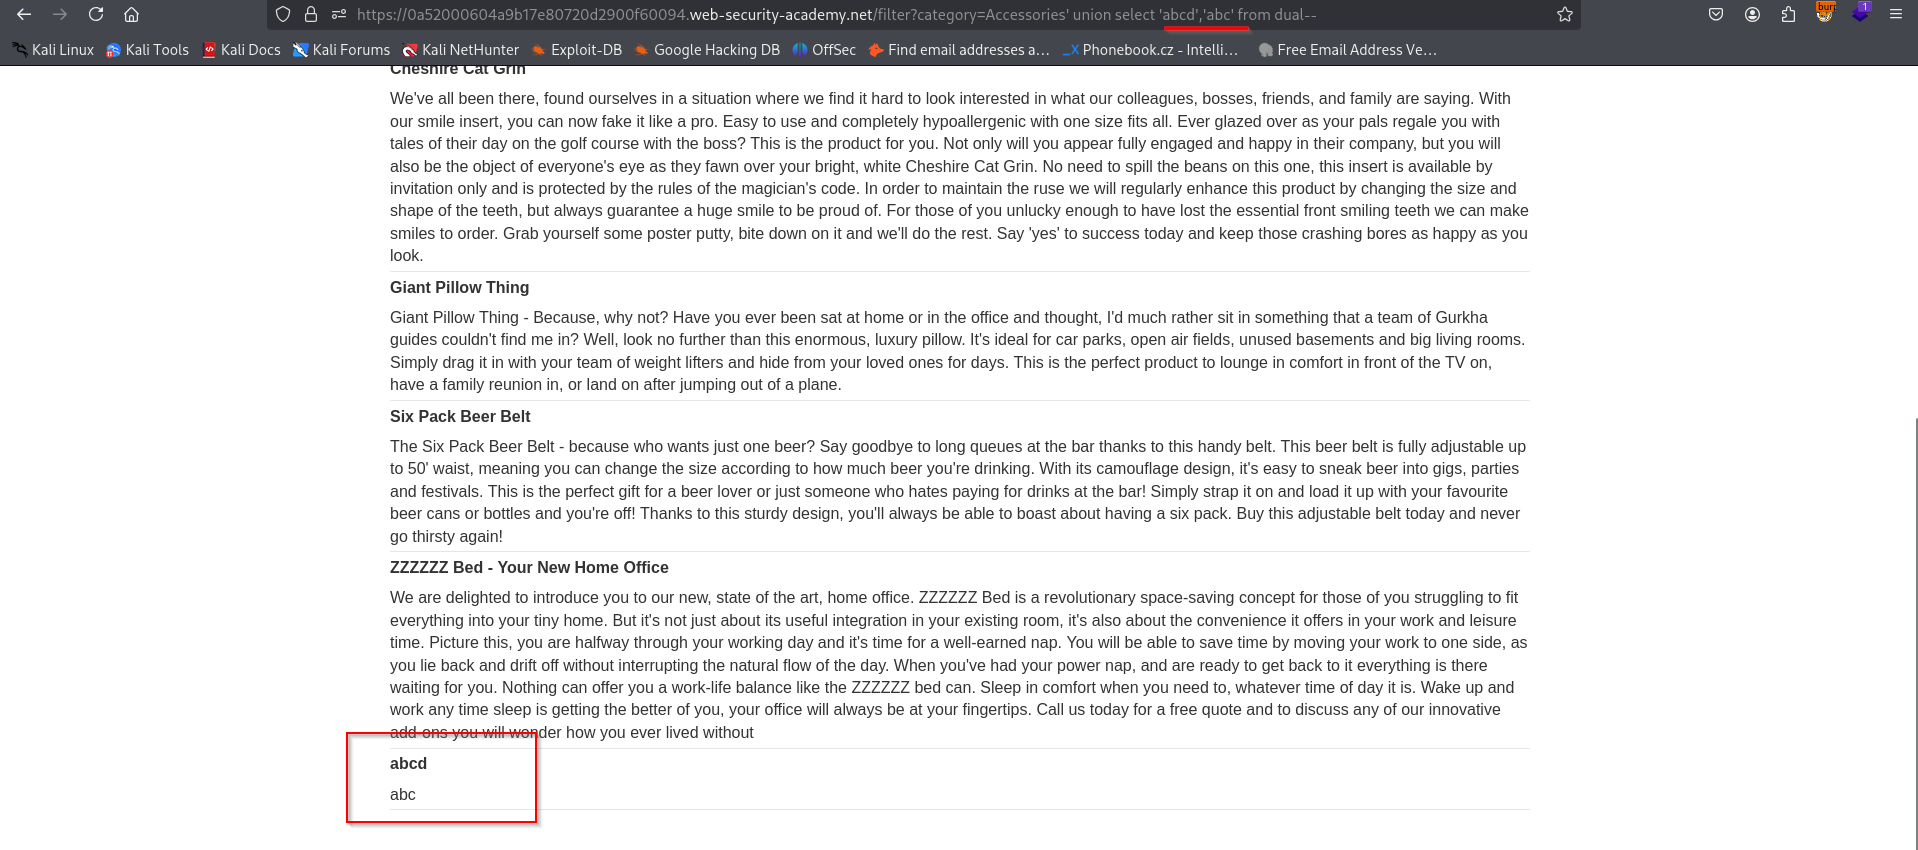 https://0a52000604a9b17e80720d2900f60094.web-security-academy.net/filter?category=Accessories' union select 'abcd','abc' from dual--
burp
1
Kali Linux Kali Tools Kali Docs Kali Forums Kali NetHunter Exploit-DB Google Hacking DB OffSec Find email addresses a… Phonebook.cz - Intelli… Free Email Address Ve…
Cheshire Cat Grin
We've all been there, found ourselves in a situation where we find it hard to look interested in what our colleagues, bosses, friends, and family are saying. With
our smile insert, you can now fake it like a pro. Easy to use and completely hypoallergenic with one size fits all. Ever glazed over as your pals regale you with
tales of their day on the golf course with the boss? This is the product for you. Not only will you appear fully engaged and happy in their company, but you will
also be the object of everyone's eye as they fawn over your bright, white Cheshire Cat Grin. No need to spill the beans on this one, this insert is available by
invitation only and is protected by the rules of the magician's code. In order to maintain the ruse we will regularly enhance this product by changing the size and
shape of the teeth, but always guarantee a huge smile to be proud of. For those of you unlucky enough to have lost the essential front smiling teeth we can make
smiles to order. Grab yourself some poster putty, bite down on it and we'll do the rest. Say 'yes' to success today and keep those crashing bores as happy as you
look.
Giant Pillow Thing
Giant Pillow Thing - Because, why not? Have you ever been sat at home or in the office and thought, I'd much rather sit in something that a team of Gurkha
guides couldn't find me in? Well, look no further than this enormous, luxury pillow. It's ideal for car parks, open air fields, unused basements and big living rooms.
Simply drag it in with your team of weight lifters and hide from your loved ones for days. This is the perfect product to lounge in comfort in front of the TV on,
have a family reunion in, or land on after jumping out of a plane.
Six Pack Beer Belt
The Six Pack Beer Belt - because who wants just one beer? Say goodbye to long queues at the bar thanks to this handy belt. This beer belt is fully adjustable up
to 50' waist, meaning you can change the size according to how much beer you're drinking. With its camouflage design, it's easy to sneak beer into gigs, parties
and festivals. This is the perfect gift for a beer lover or just someone who hates paying for drinks at the bar! Simply strap it on and load it up with your favourite
beer cans or bottles and you're off! Thanks to this sturdy design, you'll always be able to boast about having a six pack. Buy this adjustable belt today and never
go thirsty again!
ZZZZZZ Bed - Your New Home Office
We are delighted to introduce you to our new, state of the art, home office. ZZZZZZ Bed is a revolutionary space-saving concept for those of you struggling to fit
everything into your tiny home. But it's not just about its useful integration in your existing room, it's also about the convenience it offers in your work and leisure
time. Picture this, you are halfway through your working day and it's time for a well-earned nap. You will be able to save time by moving your work to one side, as
you lie back and drift off without interrupting the natural flow of the day. When you've had your power nap, and are ready to get back to it everything is there
waiting for you. Nothing can offer you a work-life balance like the ZZZZZZ bed can. Sleep in comfort when you need to, whatever time of day it is. Wake up and
work any time sleep is getting the better of you, your office will always be at your fingertips. Call us today for a free quote and to discuss any of our innovative
add-ons you will wonder how you ever lived without
abcd
abc